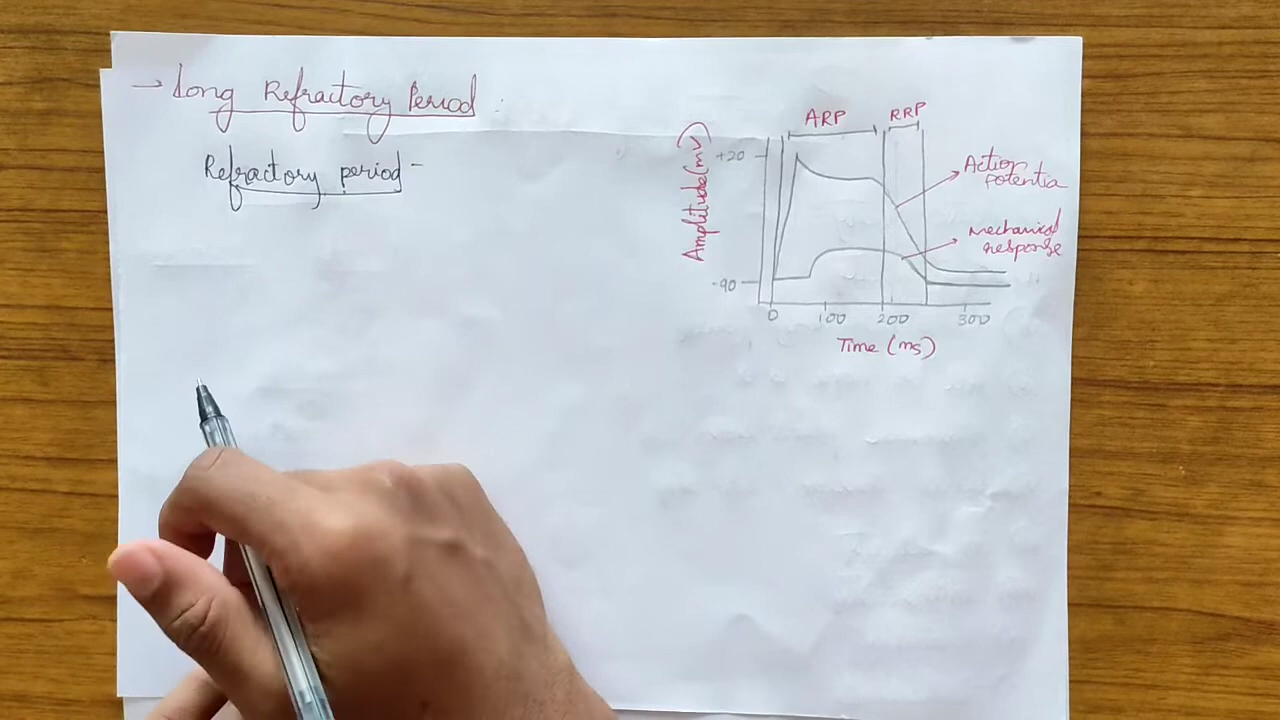 → Long Refractory Period :
Refractory period -
ARP
RRP
Amplitude (mv)
+20
-90
Action
potentia
Mechanical
response
0 100 200 300
Time (ms)